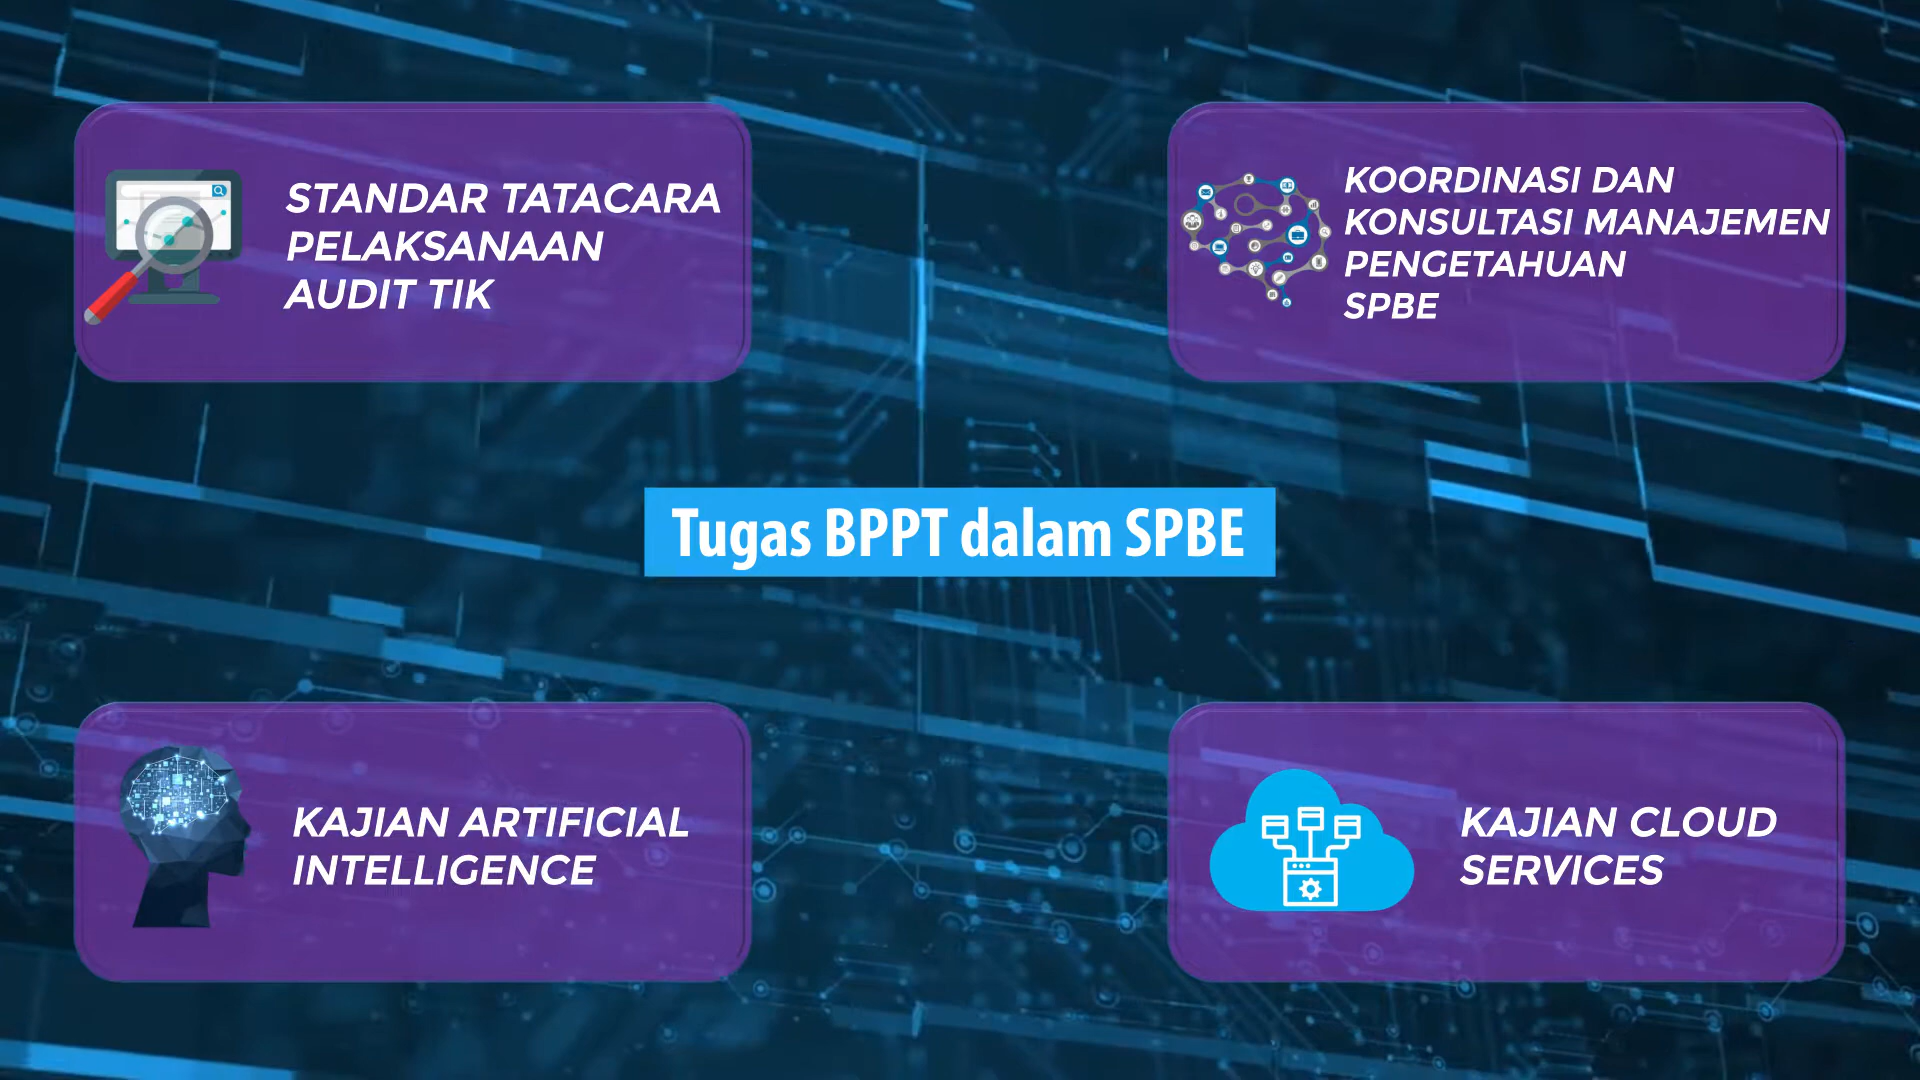 STANDAR TATACARA
PELAKSANAAN
AUDIT TIK
KOORDINASI DAN
KONSULTASI MANAJEMEN
PENGETAHUAN
SPBE
Tugas BPPT dalam SPBE
KAJIAN ARTIFICIAL
INTELLIGENCE
KAJIAN CLOUD
SERVICES